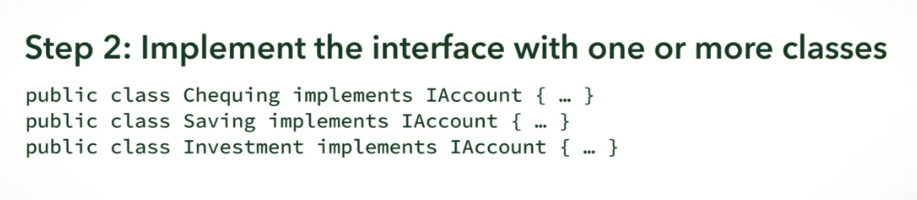 Step 2: Implement the interface with one or more classes
public class Chequing implements IAccount { … }
public class Saving implements IAccount { … }
public class Investment implements IAccount { … }